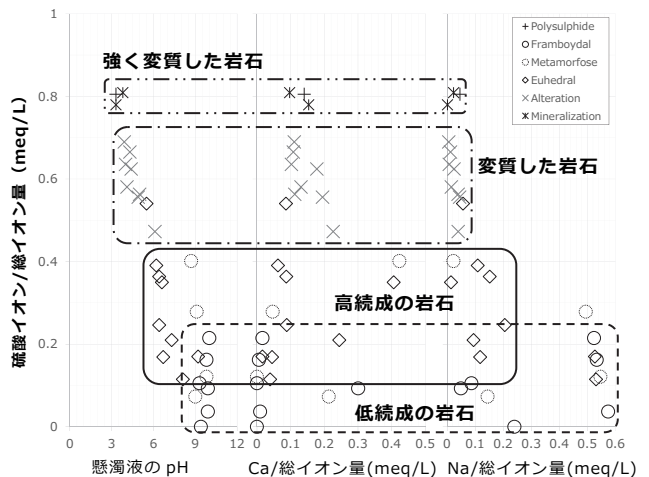 硫酸イオン/総イオン量 (meq/L)
1
0.8
0.6
0.4
0.2
0
強く変質した岩石
変質した岩石
高続成の岩石
低続成の岩石
Polysulphide
Framboydal
Metamorfose
Euhedral
Alteration
Mineralization
0 3 6 9 12 0 0.1 0.2 0.3 0.4 0.5 0 0.1 0.2 0.3 0.4 0.5 0.6
懸濁液の pH Ca/総イオン量(meq/L) Na/総イオン量(meq/L)